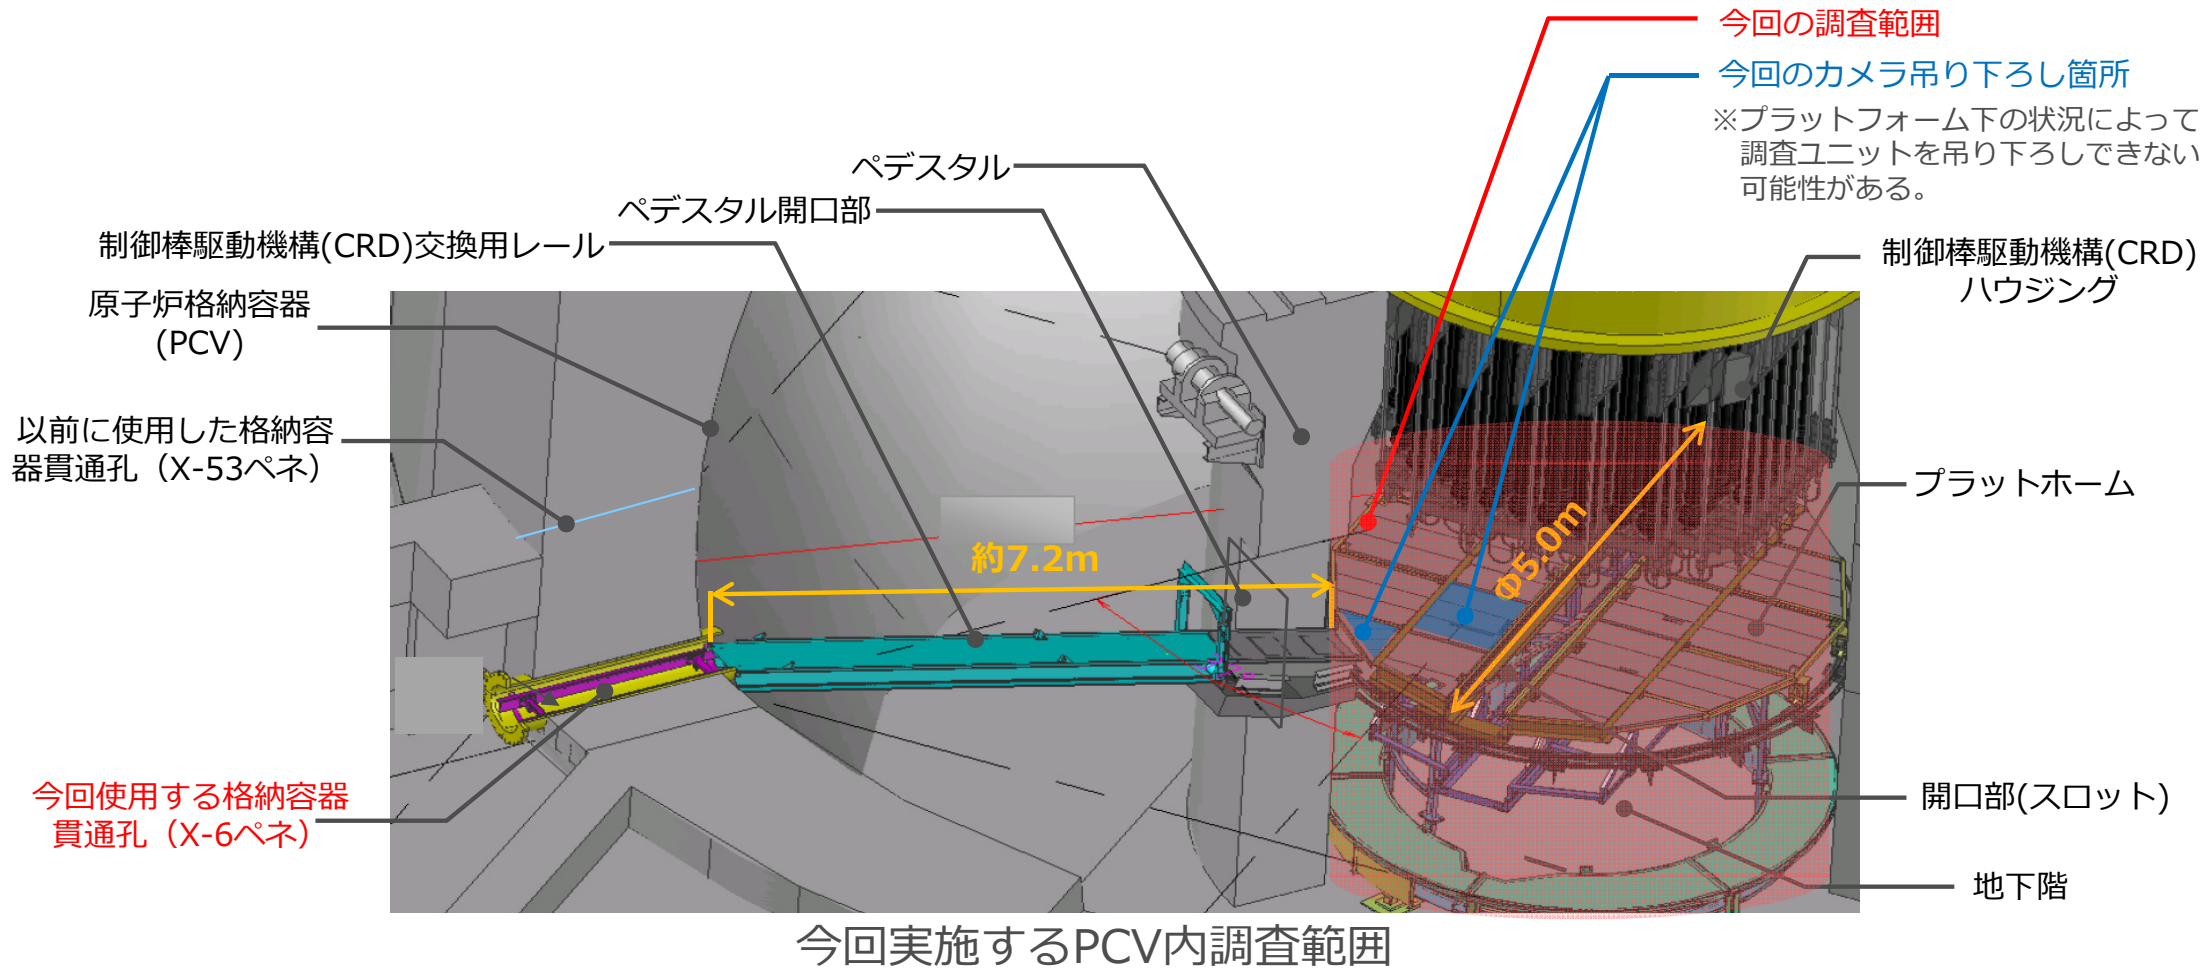 今回の調査範囲
今回のカメラ吊り下ろし箇所
※プラットフォーム下の状況によって
調査ユニットを吊り下ろしできない
可能性がある。
ペデスタル
ペデスタル開口部
制御棒駆動機構(CRD)交換用レール
原子炉格納容器
(PCV)
以前に使用した格納容
器貫通孔（X-53ペネ）
今回使用する格納容器
貫通孔（X-6ペネ）
約7.2m
Φ5.0m
制御棒駆動機構(CRD)
ハウジング
プラットホーム
開口部(スロット)
地下階
今回実施するPCV内調査範囲